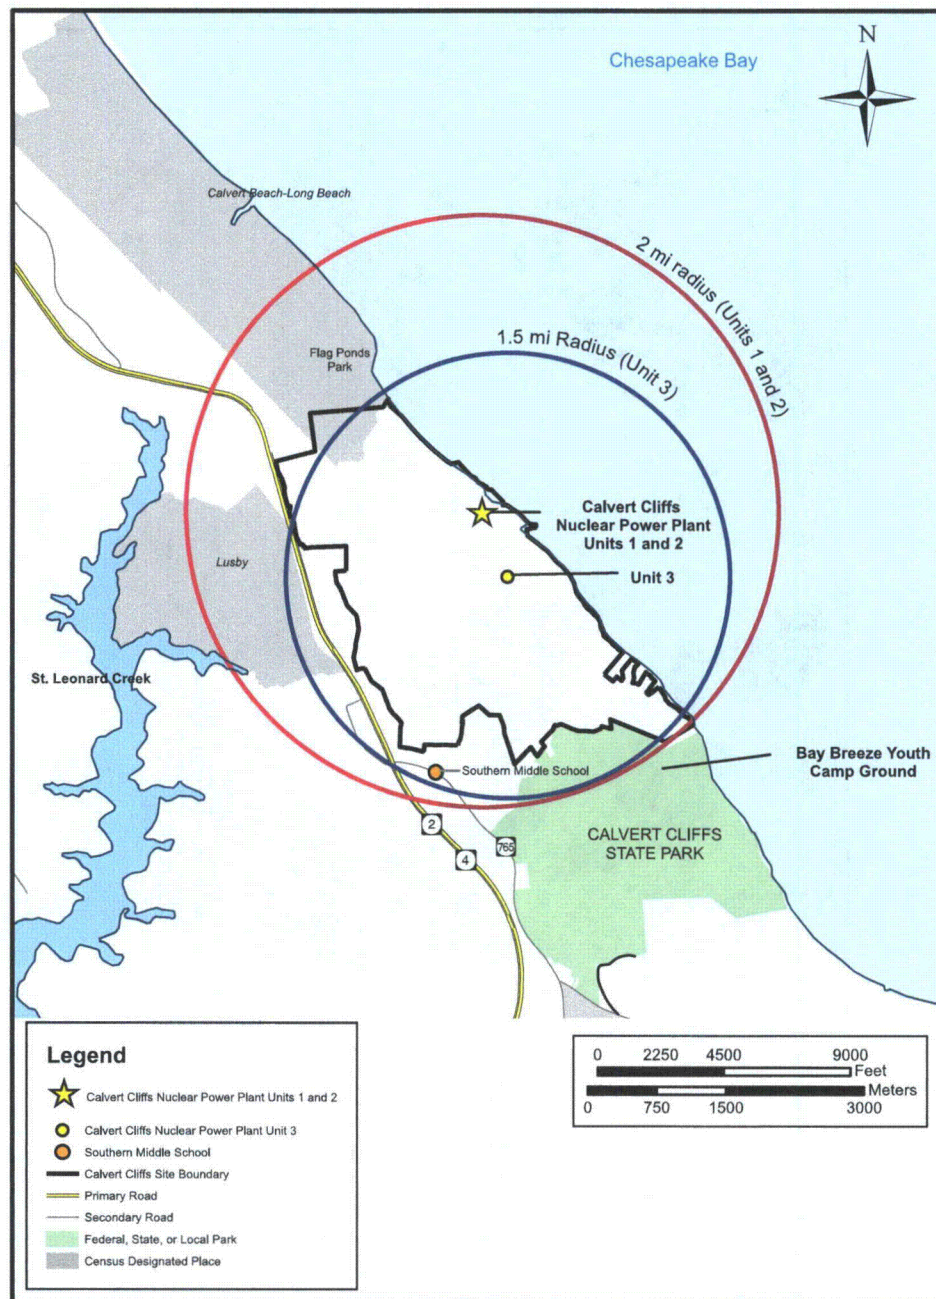 N
Chesapeake Bay
Calvert Beach-Long Beach
2 mi radius (Units 1 and 2)
1.5 mi Radius (Unit 3)
Flag Ponds
Park
Calvert Cliffs
Nuclear Power Plant
Units 1 and 2
Lusby
Unit 3
St. Leonard Creek
Bay Breeze Youth
Camp Ground
Southern Middle School
2
4
765
CALVERT CLIFFS
STATE PARK
Legend
Calvert Cliffs Nuclear Power Plant Units 1 and 2
Calvert Cliffs Nuclear Power Plant Unit 3
Southern Middle School
Calvert Cliffs Site Boundary
Primary Road
Secondary Road
Federal, State, or Local Park
Census Designated Place
0 2250 4500 9000
Feet
Meters
0 750 1500 3000